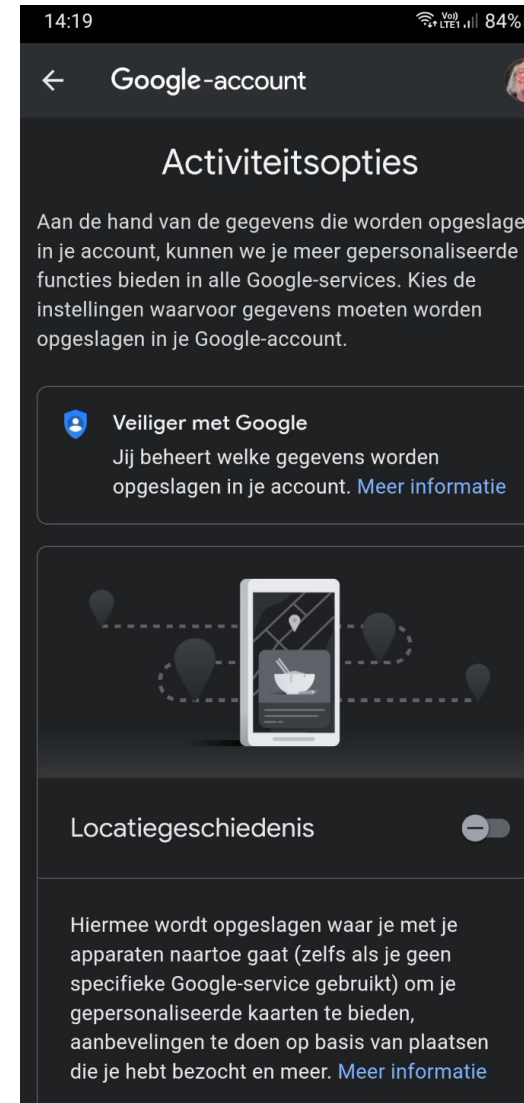 14:19
Vo)) LTE1 84%
Google-account
Activiteitsopties
Aan de hand van de gegevens die worden opgeslage
in je account, kunnen we je meer gepersonaliseerde
functies bieden in alle Google-services. Kies de
instellingen waarvoor gegevens moeten worden
opgeslagen in je Google-account.
Veiliger met Google
Jij beheert welke gegevens worden
opgeslagen in je account. Meer informatie
Locatiegeschiedenis
Hiermee wordt opgeslagen waar je met je
apparaten naartoe gaat (zelfs als je geen
specifieke Google-service gebruikt) om je
gepersonaliseerde kaarten te bieden,
aanbevelingen te doen op basis van plaatsen
die je hebt bezocht en meer. Meer informatie